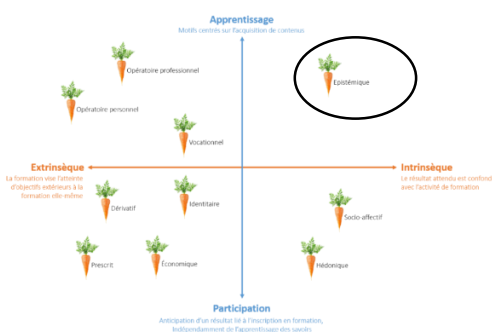 Apprentissage
Motifs centrés sur l'acquisition de contenus
Opératoire professionnel
Epistémique
Opératoire personnel
Vocationnel
Extrinsèque
La formation vise l'atteinte
d'objectifs extérieurs à la
formation elle-même
Intrinsèque
Le résultat attendu est confondu
avec l'activité de formation
Dérivatif
Identitaire
Socio-affectif
Prescrit
Économique
Hédonique
Participation
Anticipation d'un résultat lié à l'inscription en formation,
indépendamment de l'apprentissage des savoirs